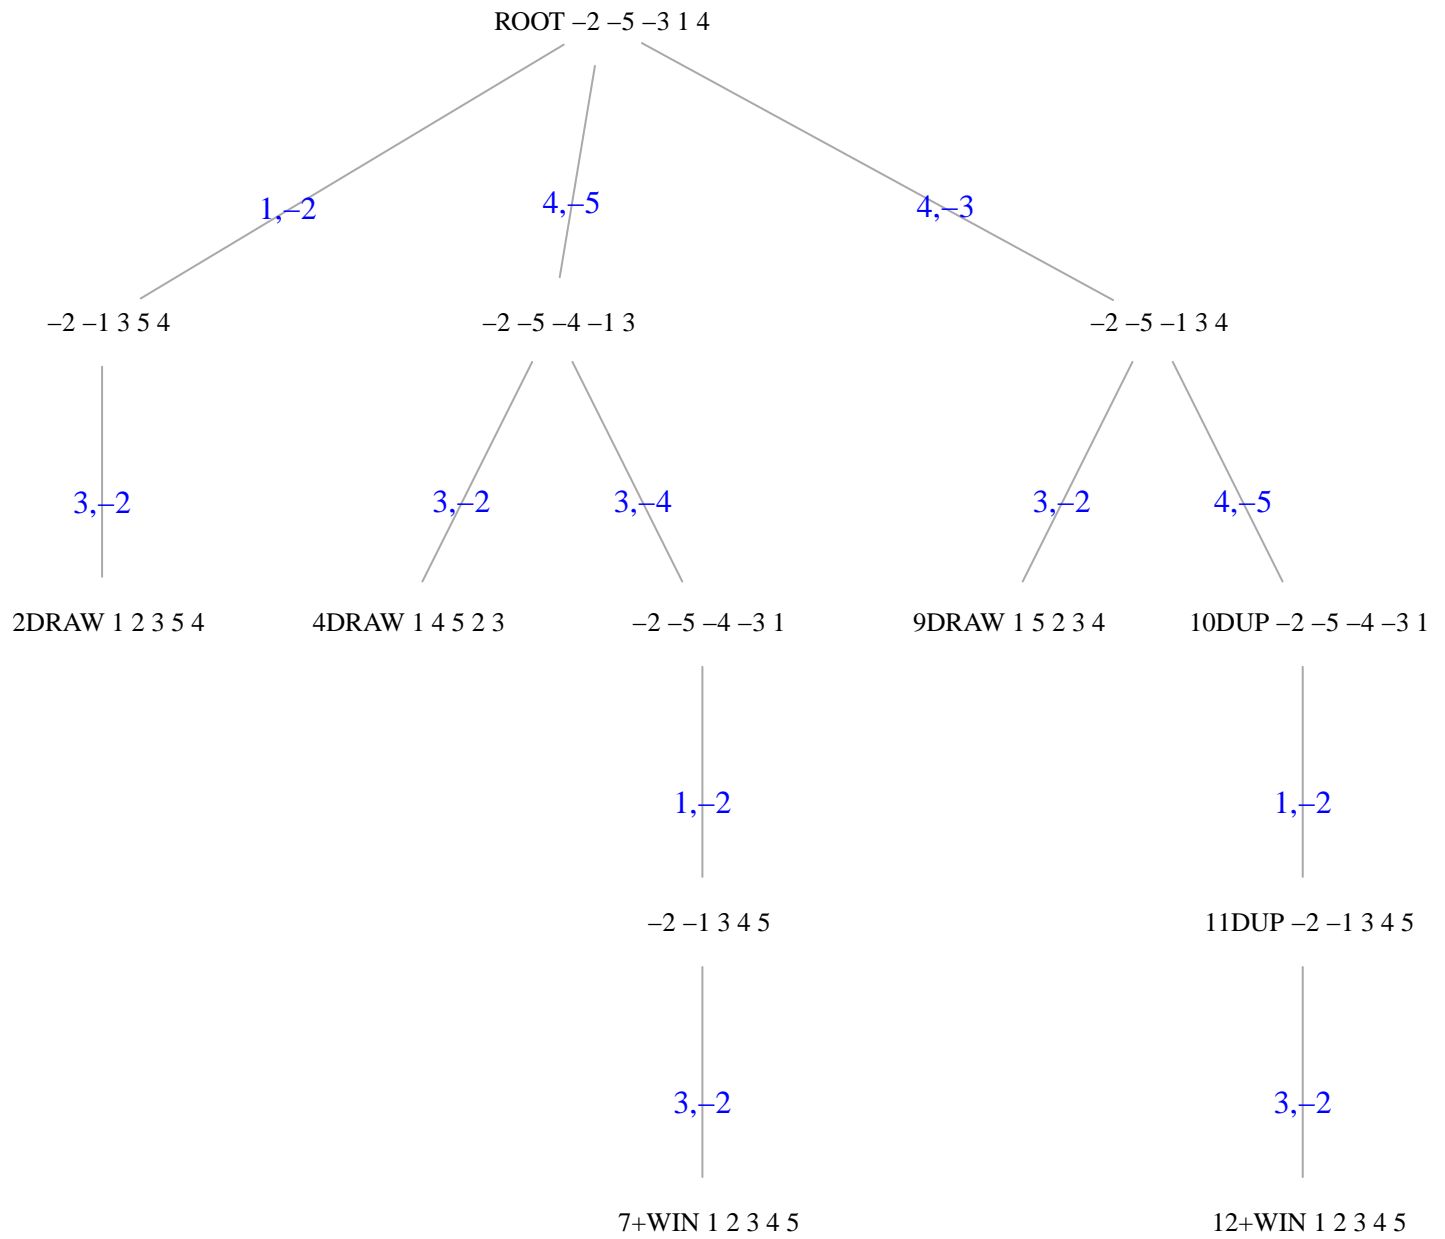 ROOT –2 –5 –3 1 4
1,–2
4,–5
4,–3
–2 –1 3 5 4
–2 –5 –4 –1 3
–2 –5 –1 3 4
3,–2
3,–2
3,–4
3,–2
4,–5
2DRAW 1 2 3 5 4
4DRAW 1 4 5 2 3
–2 –5 –4 –3 1
9DRAW 1 5 2 3 4
10DUP –2 –5 –4 –3 1
1,–2
1,–2
–2 –1 3 4 5
11DUP –2 –1 3 4 5
3,–2
3,–2
7+WIN 1 2 3 4 5
12+WIN 1 2 3 4 5